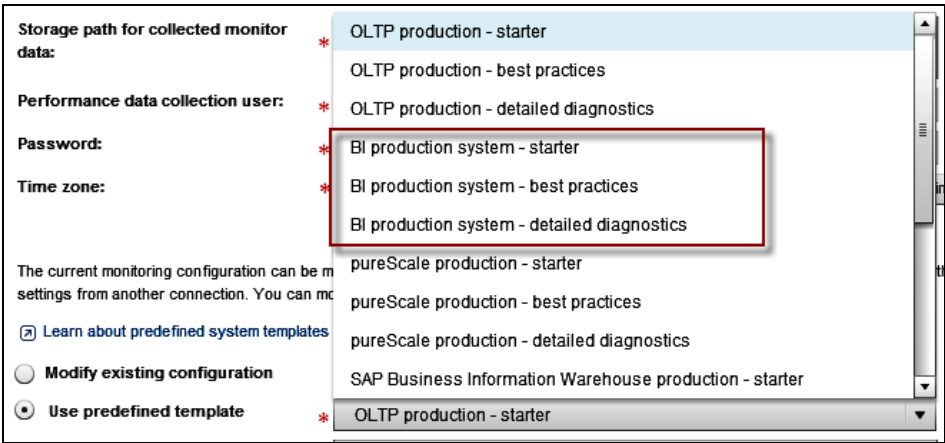 Storage path for collected monitor
data:
*
Performance data collection user:
*
Password:
*
Time zone:
*
OLTP production - starter
OLTP production - best practices
OLTP production - detailed diagnostics
BI production system - starter
BI production system - best practices
BI production system - detailed diagnostics
pureScale production - starter
pureScale production - best practices
pureScale production - detailed diagnostics
SAP Business Information Warehouse production - starter
The current monitoring configuration can be m
settings from another connection. You can mo
Learn about predefined system templates
Modify existing configuration
Use predefined template
*
OLTP production - starter